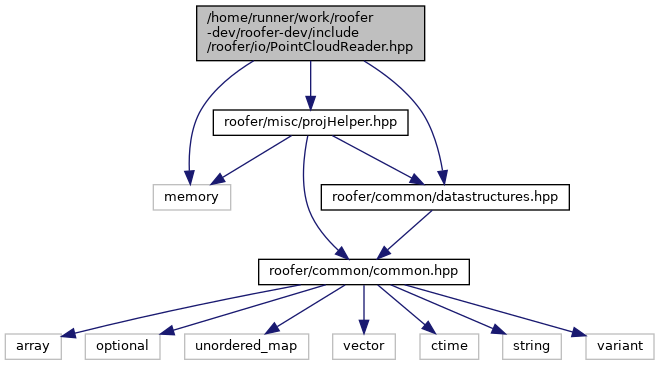 /home/runner/work/roofer
-dev/roofer-dev/include
/roofer/io/PointCloudReader.hpp
roofer/misc/projHelper.hpp
memory
roofer/common/datastructures.hpp
roofer/common/common.hpp
array
optional
unordered_map
vector
ctime
string
variant